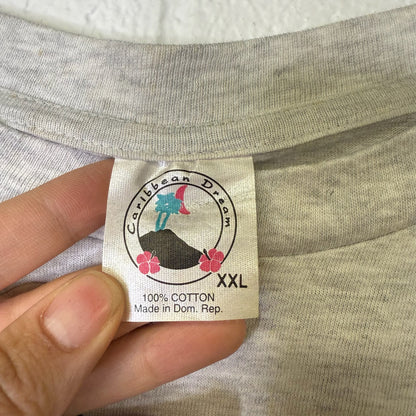 Caribbean Dream
XXL
100% COTTON
Made in Dom. Rep.